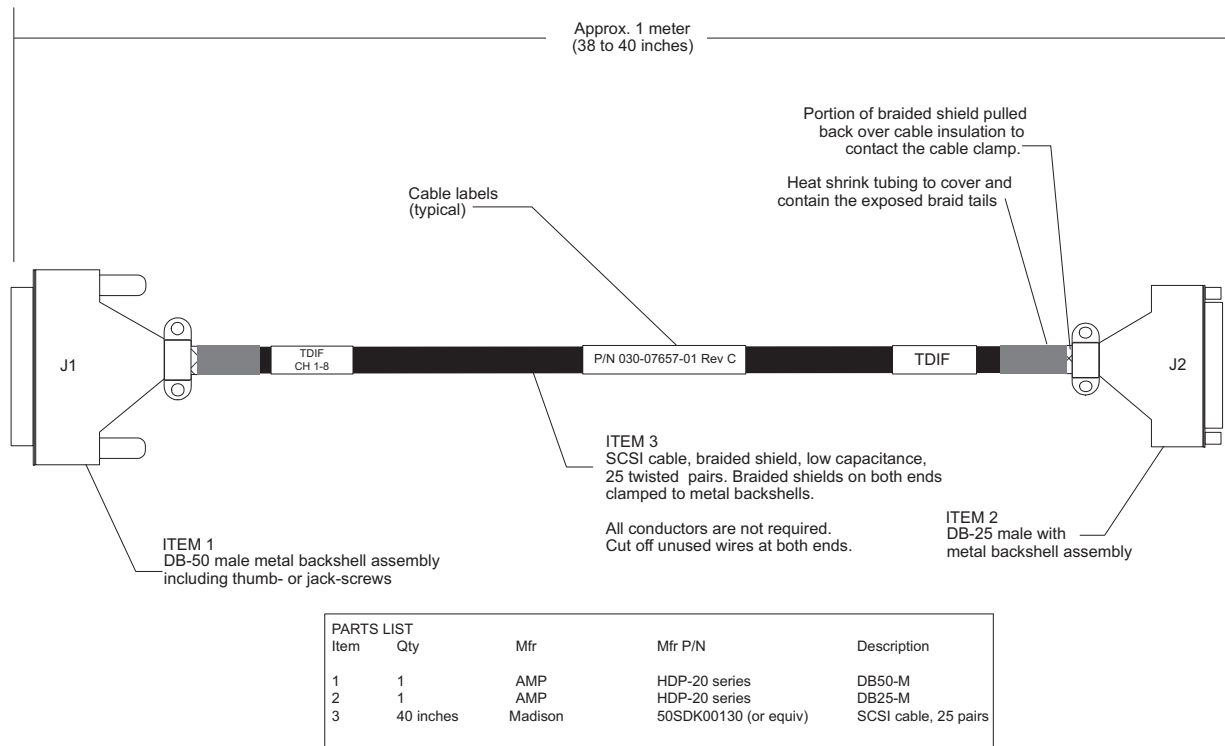 Approx. 1 meter
(38 to 40 inches)
Portion of braided shield pulled
back over cable insulation to
contact the cable clamp.
Heat shrink tubing to cover and
contain the exposed braid tails
Cable labels
(typical)
J1
TDIF
CH 1-8
P/N 030-07657-01 Rev C
TDIF
J2
ITEM 3
SCSI cable, braided shield, low capacitance,
25 twisted pairs. Braided shields on both ends
clamped to metal backshells.
All conductors are not required.
Cut off unused wires at both ends.
ITEM 2
DB-25 male with
metal backshell assembly
ITEM 1
DB-50 male metal backshell assembly
including thumb- or jack-screws
PARTS LIST
Item Qty Mfr Mfr P/N Description
1 1 AMP HDP-20 series DB50-M
2 1 AMP HDP-20 series DB25-M
3 40 inches Madison 50SDK00130 (or equiv) SCSI cable, 25 pairs